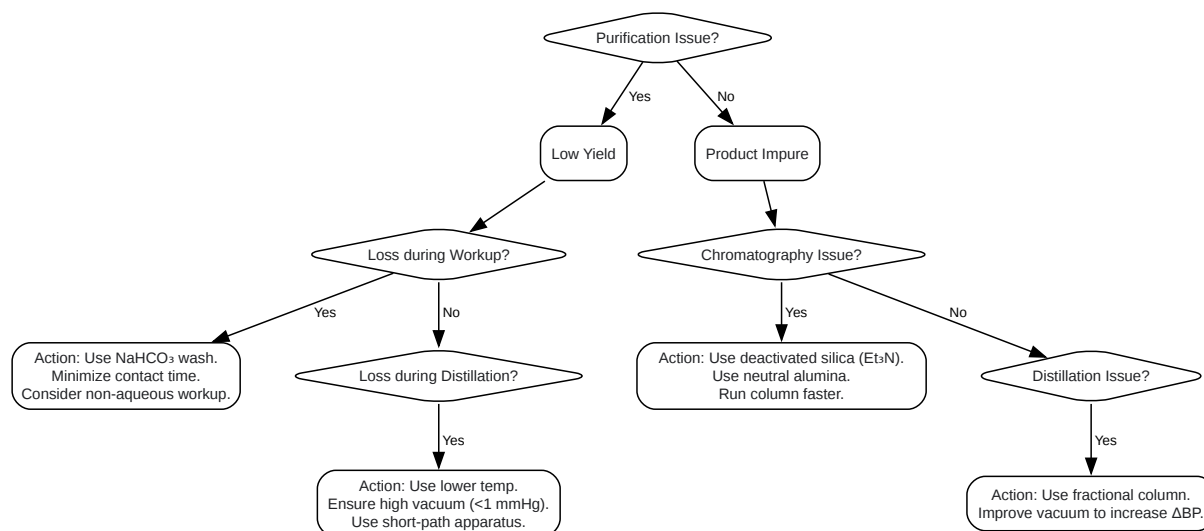 Purification Issue?
Yes
No
Low Yield
Product Impure
Loss during Workup?
Chromatography Issue?
Yes
No
Yes
No
Action: Use NaHCO₃ wash.
Minimize contact time.
Consider non-aqueous workup.
Loss during Distillation?
Action: Use deactivated silica (Et₃N).
Use neutral alumina.
Run column faster.
Distillation Issue?
Yes
Yes
Action: Use lower temp.
Ensure high vacuum (<1 mmHg).
Use short-path apparatus.
Action: Use fractional column.
Improve vacuum to increase ΔBP.